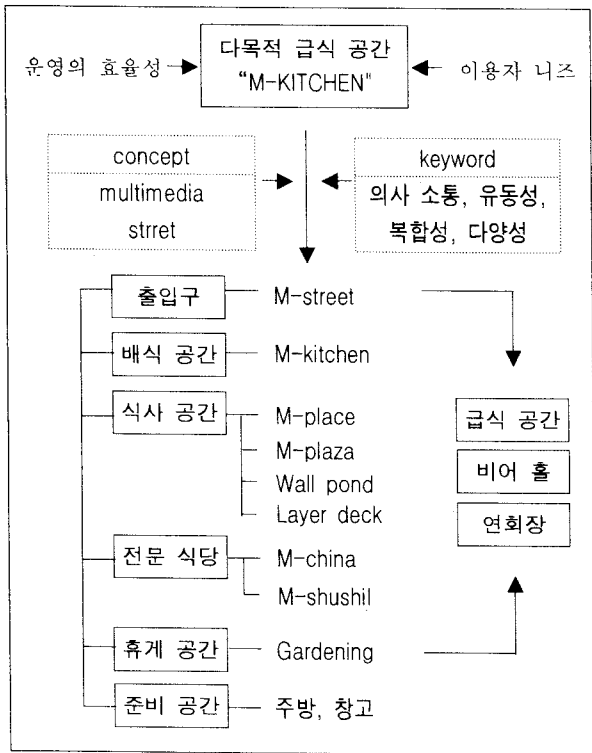 다목적 급식 공간
“M-KITCHEN"
운영의 효율성
이용자 니즈
concept
multimedia
strret
keyword
의사 소통, 유동성,
복합성, 다양성
출입구 M-street
배식 공간 M-kitchen
식사 공간 M-place
M-plaza
Wall pond
Layer deck
전문 식당 M-china
M-shushil
휴게 공간 Gardening
준비 공간 주방, 창고
급식 공간
비어 홀
연회장